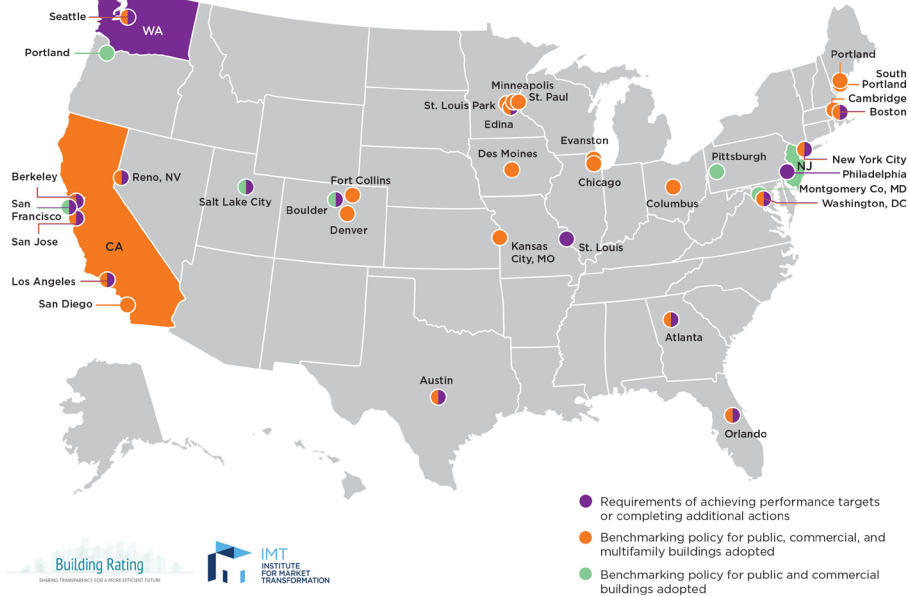 Seattle
WA
Portland
Berkeley
San
Francisco
San Jose
Reno, NV
CA
Los Angeles
San Diego
Salt Lake City
Fort Collins
Boulder
Denver
Minneapolis
St. Louis Park
St. Paul
Edina
Des Moines
Evanston
Chicago
Columbus
Kansas
City, MO
St. Louis
Austin
Atlanta
Orlando
Pittsburgh
NJ
Portland
South
Portland
Cambridge
Boston
New York City
Philadelphia
Montgomery Co, MD
Washington, DC
Requirements of achieving performance targets
or completing additional actions
Benchmarking policy for public, commercial, and
multifamily buildings adopted
Benchmarking policy for public and commercial
buildings adopted
Building Rating
SHARING TRANSPARENCY FOR A MORE EFFICIENT FUTURE
IMT
INSTITUTE
FOR MARKET
TRANSFORMATION